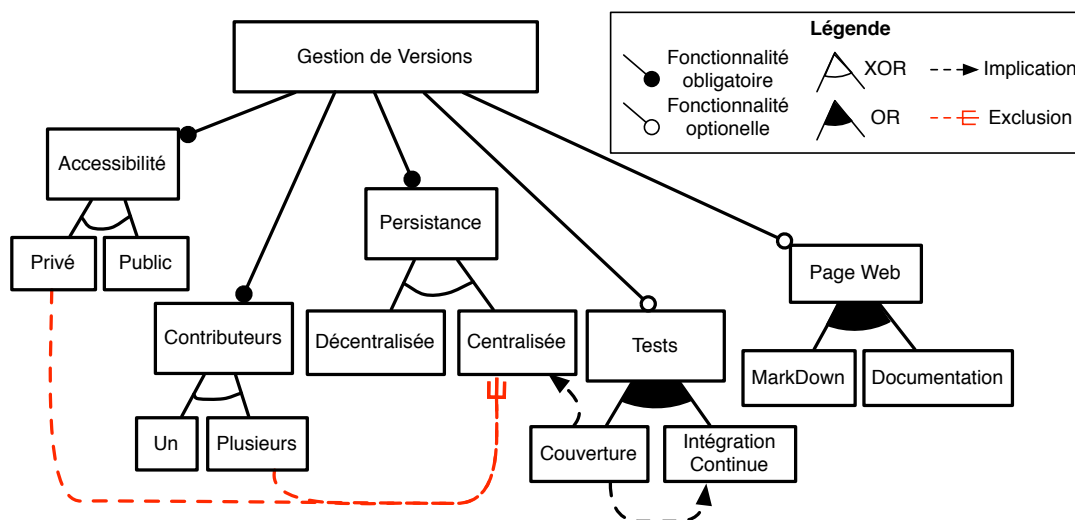 Gestion de Versions
Légende
Fonctionnalité
obligatoire
XOR
Implication
Fonctionnalité
optionelle
OR
Exclusion
Accessibilité
Privé
Public
Persistance
Page Web
Contributeurs
Décentralisée
Centralisée
Tests
MarkDown
Documentation
Un
Plusieurs
Couverture
Intégration
Continue